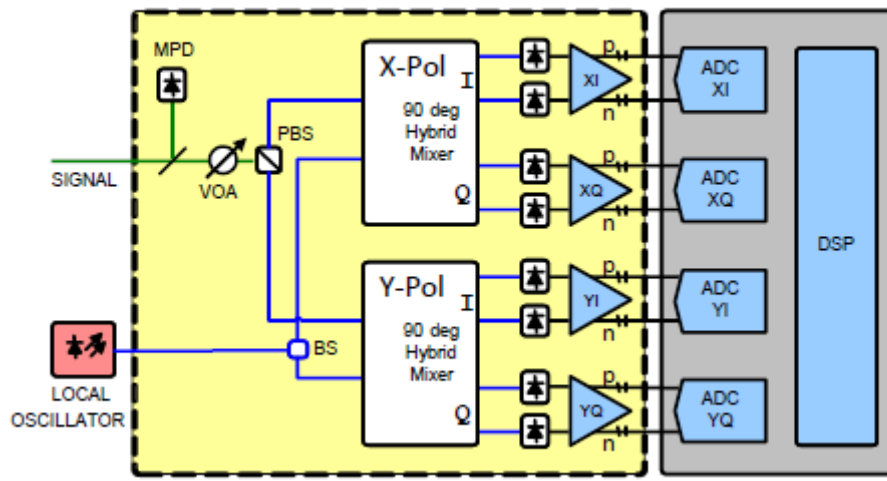 MPD
SIGNAL
VOA
PBS
LOCAL
OSCILLATOR
BS
X-Pol
I
90 deg
Hybrid
Mixer
Q
Y-Pol
I
90 deg
Hybrid
Mixer
Q
p
XI
n
p
XQ
n
p
YI
n
p
YQ
n
ADC
XI
ADC
XQ
ADC
YI
ADC
YQ
DSP